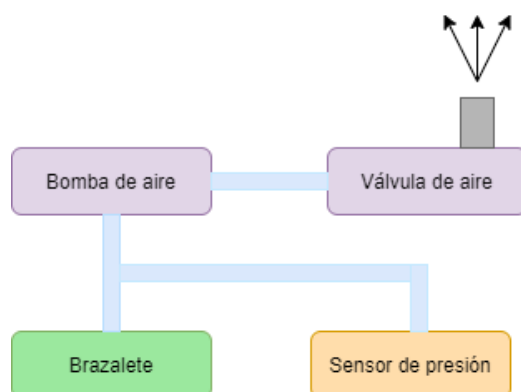 Bomba de aire
Válvula de aire
Brazalete
Sensor de presión